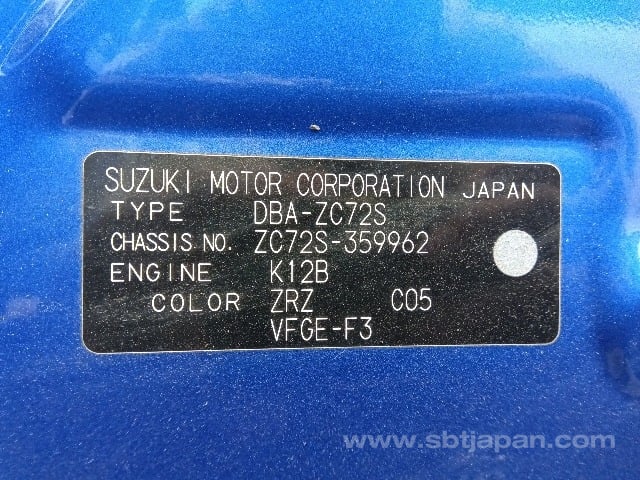 SUZUKI MOTOR CORPORATION JAPAN
TYPE DBA-ZC72S
CHASSIS NO. ZC72S-359962
ENGINE K12B
COLOR ZRZ C05
VFGE-F3
www.sbtjapan.com